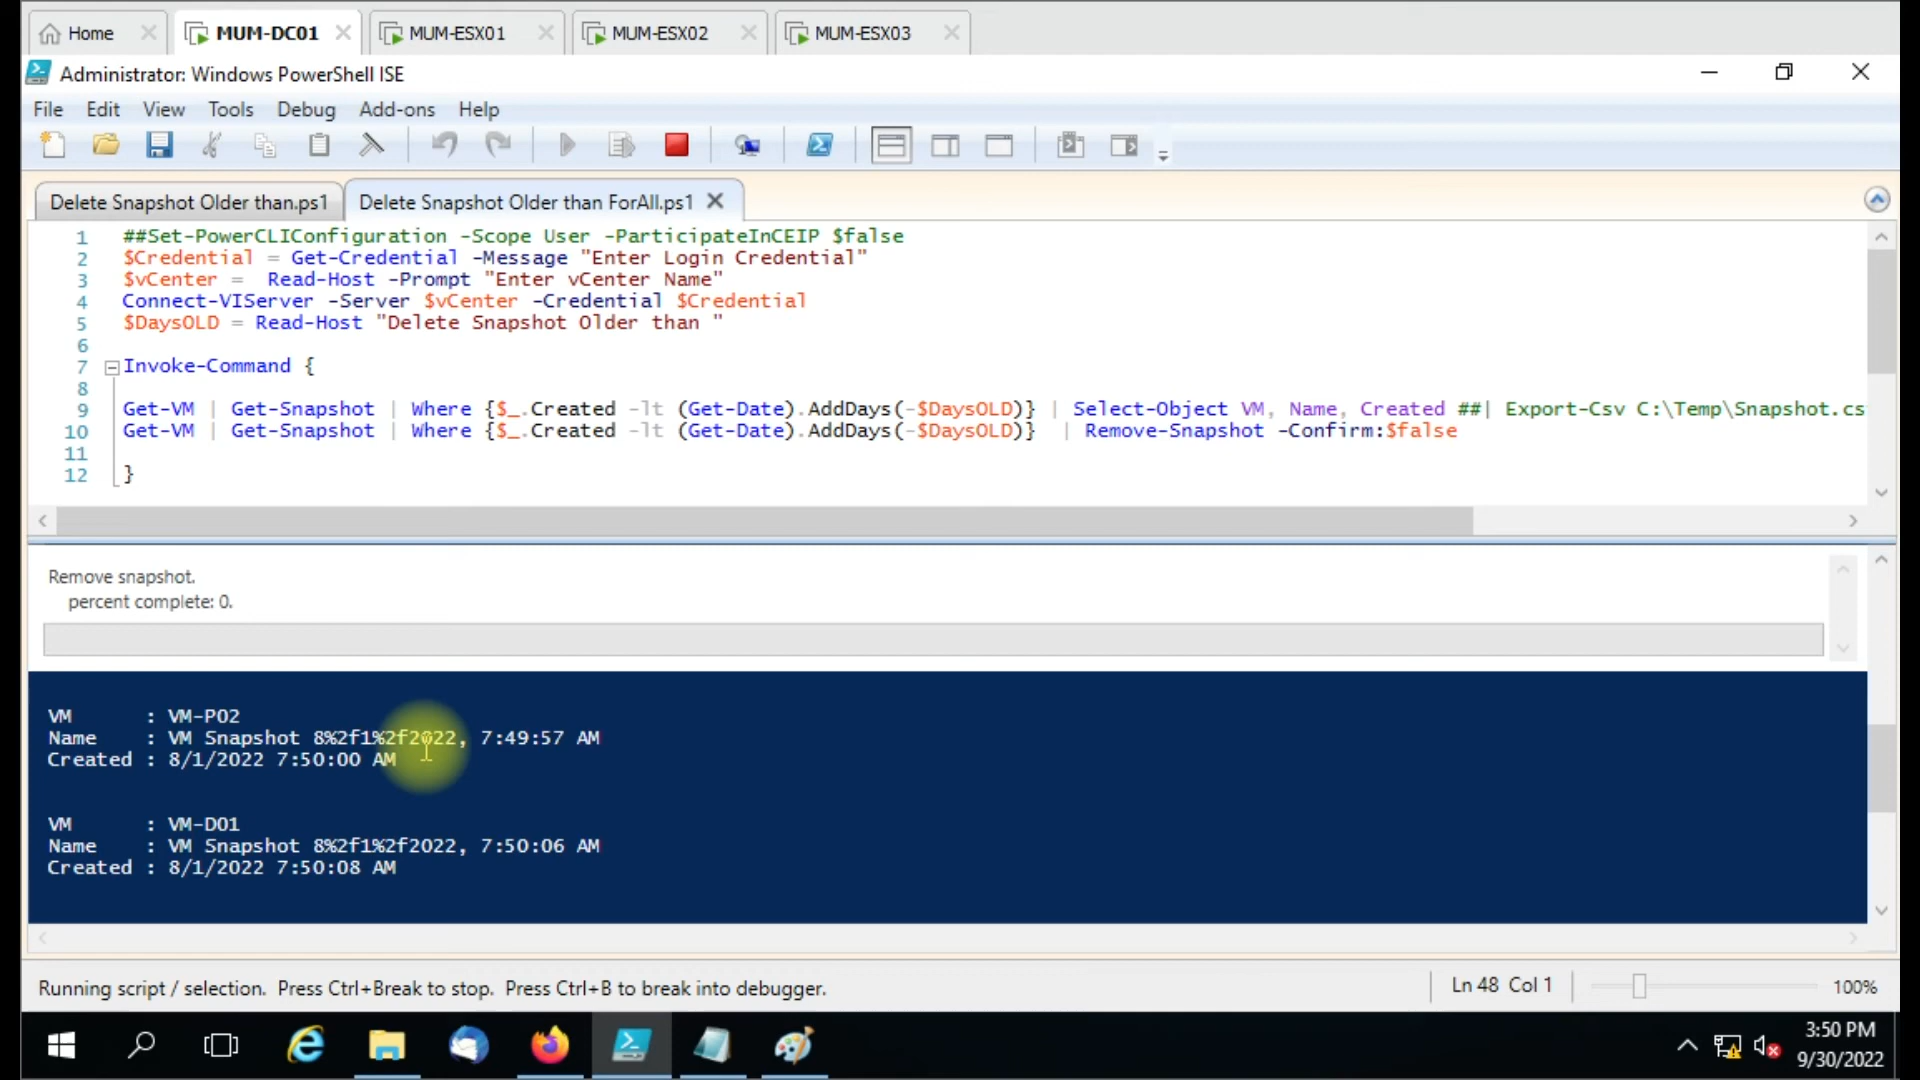 Home
MUM-DC01
MUM-ESX01
MUM-ESX02
MUM-ESX03
Administrator: Windows PowerShell ISE
File Edit View Tools Debug Add-ons Help
Delete Snapshot Older than.ps1
Delete Snapshot Older than ForAll.ps1
1 ##Set-PowerCLIConfiguration -Scope User -ParticipateInCEIP $false
2 $Credential = Get-Credential -Message "Enter Login Credential"
3 $vCenter =  Read-Host -Prompt "Enter vCenter Name"
4 Connect-VIServer -Server $vCenter -Credential $Credential
5 $DaysOLD = Read-Host "Delete Snapshot Older than "
6
7 Invoke-Command {
8
9 Get-VM | Get-Snapshot | Where {$_.Created -lt (Get-Date).AddDays(-$DaysOLD)} | Select-Object VM, Name, Created ##| Export-Csv C:\Temp\Snapshot.cs
10 Get-VM | Get-Snapshot | Where {$_.Created -lt (Get-Date).AddDays(-$DaysOLD)}  | Remove-Snapshot -Confirm:$false
11
12 }
Remove snapshot.
percent complete: 0.
VM      : VM-P02
Name    : VM Snapshot 8%2f1%2f2022, 7:49:57 AM
Created : 8/1/2022 7:50:00 AM
VM      : VM-D01
Name    : VM Snapshot 8%2f1%2f2022, 7:50:06 AM
Created : 8/1/2022 7:50:08 AM
Running script / selection.  Press Ctrl+Break to stop.  Press Ctrl+B to break into debugger.
Ln 48 Col 1
100%
3:50 PM
9/30/2022